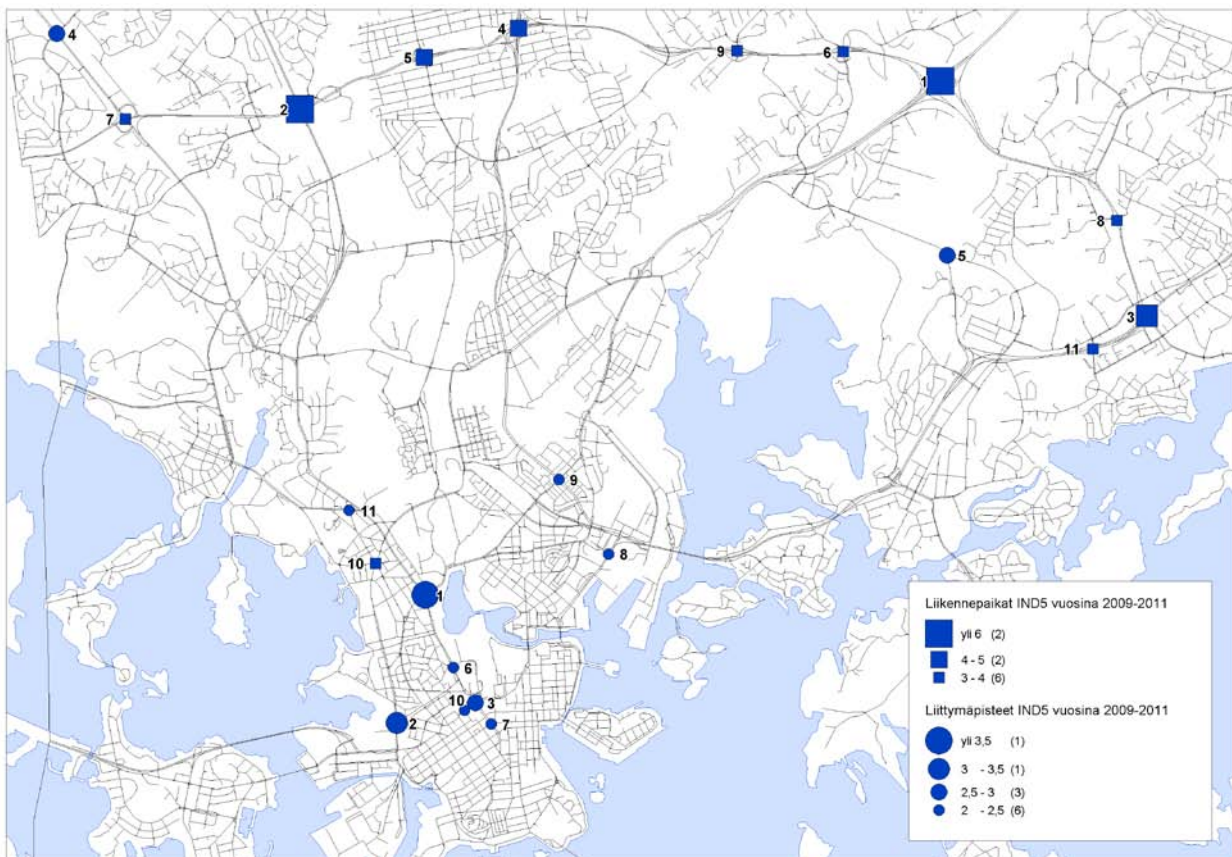 4
4
5
9
6
1
2
7
8
5
3
11
9
11
8
10
1
6
10
3
2
7
Liikennepaikat IND5 vuosina 2009-2011
yli 6 (2)
4 - 5 (2)
3 - 4 (6)
Liittymäpisteet IND5 vuosina 2009-2011
yli 3,5 (1)
3 - 3,5 (1)
2,5 - 3 (3)
2 - 2,5 (6)